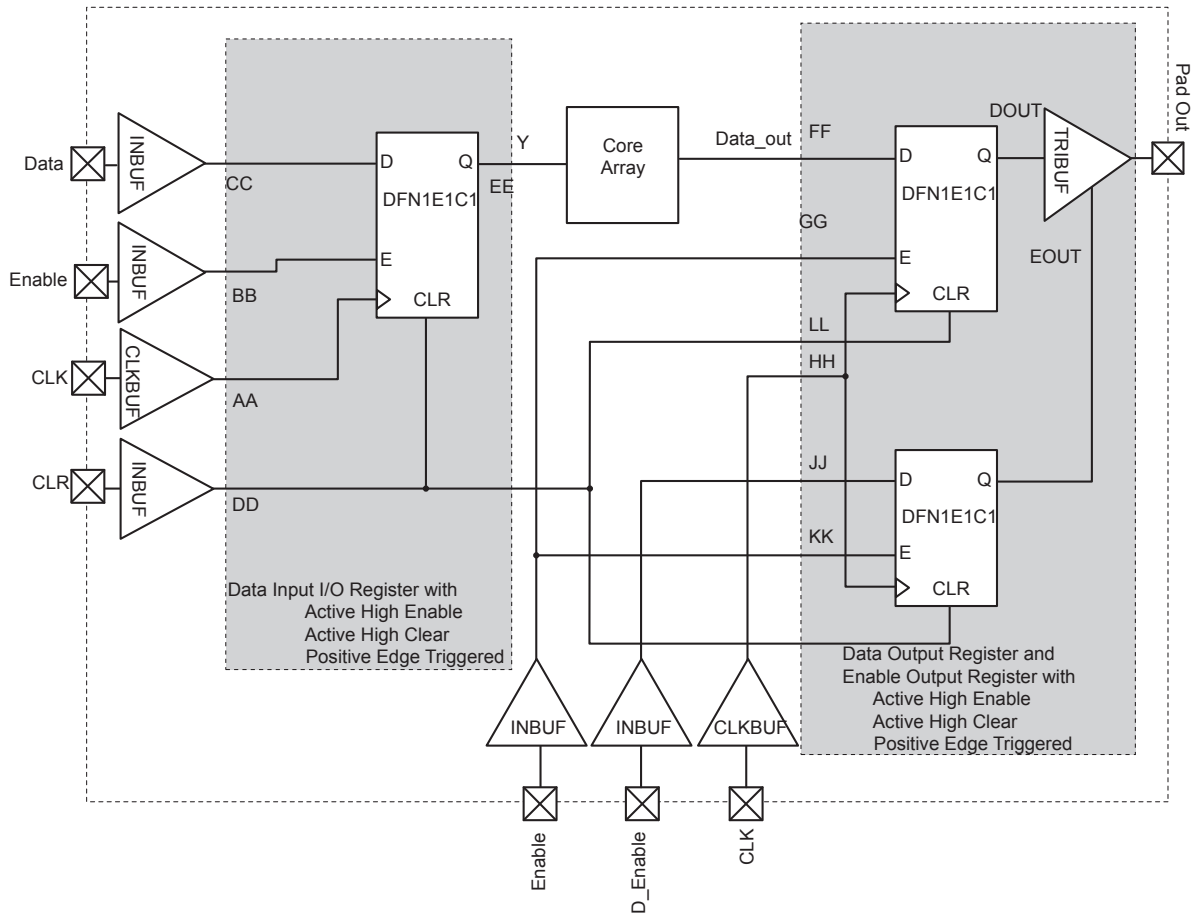 Data
INBUF
CC
Enable
INBUF
BB
CLK
CLKBUF
AA
CLR
INBUF
DD
D
Q
DFN1E1C1
E
CLR
Y
EE
Data Input I/O Register with
Active High Enable
Active High Clear
Positive Edge Triggered
Core
Array
Data_out
FF
GG
LL
HH
JJ
KK
D
Q
DFN1E1C1
E
CLR
DOUT
TRIBUF
EOUT
Pad Out
D
Q
DFN1E1C1
E
CLR
Data Output Register and
Enable Output Register with
Active High Enable
Active High Clear
Positive Edge Triggered
INBUF
INBUF
CLKBUF
Enable
D_Enable
CLK